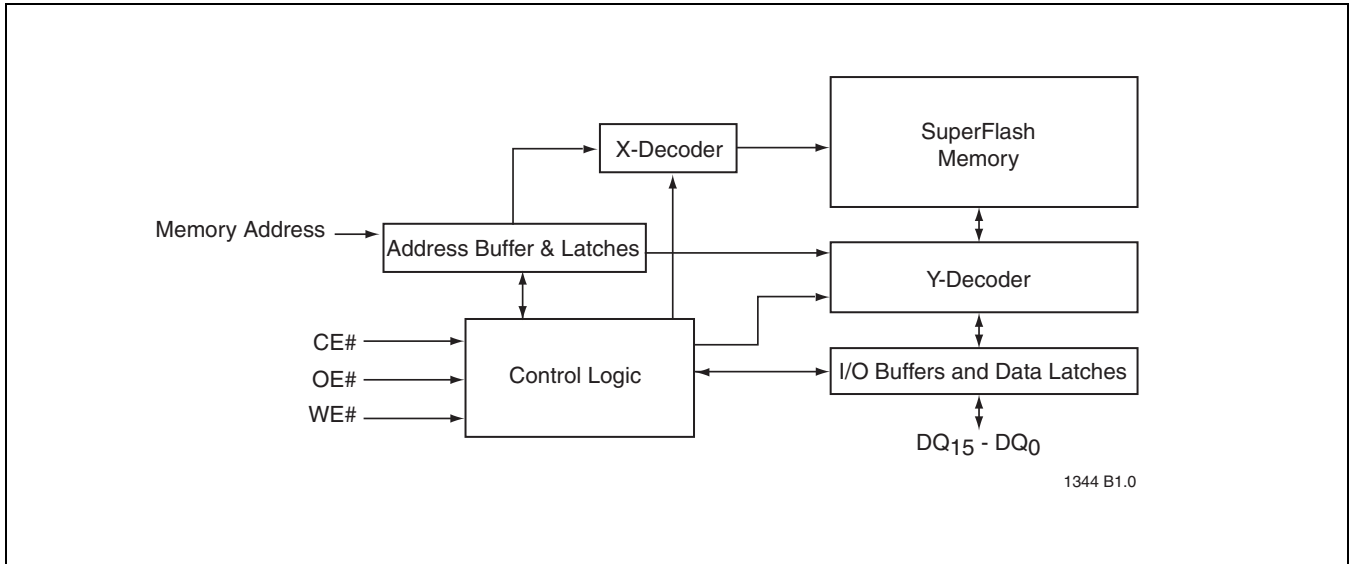 SuperFlash
Memory
X-Decoder
Memory Address
Address Buffer & Latches
Y-Decoder
CE#
OE#
WE#
Control Logic
I/O Buffers and Data Latches
DQ15 - DQ0
1344 B1.0